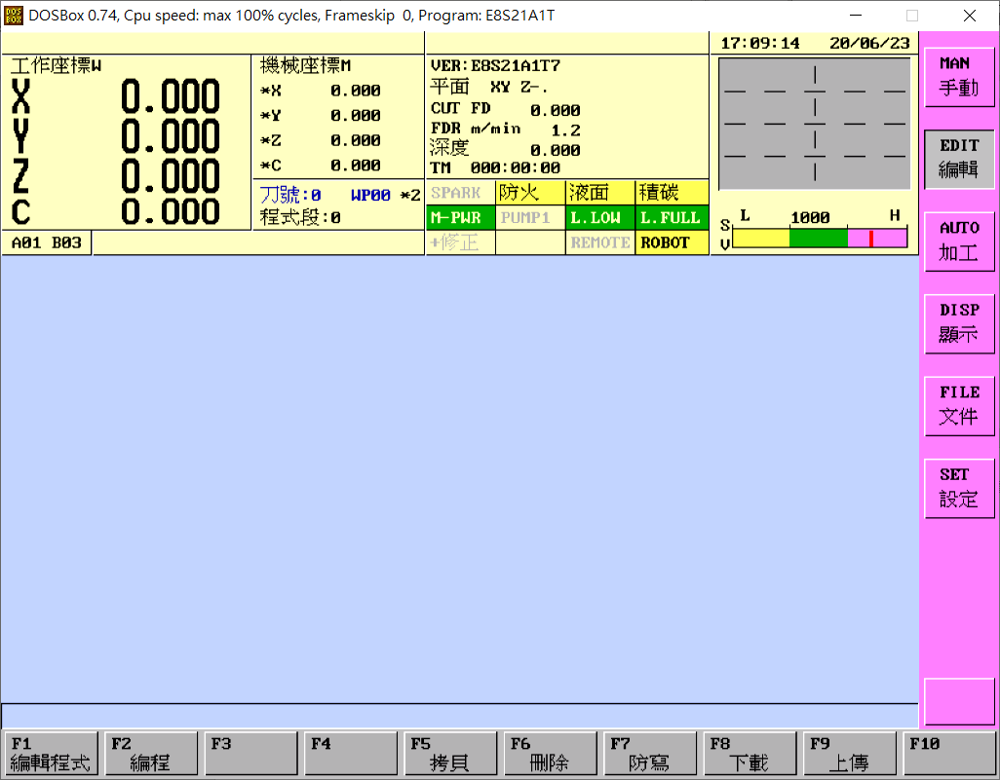 DOSBox 0.74, Cpu speed: max 100% cycles, Frameskip 0, Program: E8S21A1T
17:09:14 20/06/23
工作座標W
X 0.000
Y 0.000
Z 0.000
C 0.000
機械座標M
*X 0.000
*Y 0.000
*Z 0.000
*C 0.000
刀號:0 WP00 *2
程式段:0
A01 B03
VER:E8S21A1T7
平面 XY Z-.
CUT FD 0.000
FDR m/min 1.2
深度 0.000
TM 000:00:00
SPARK 防火 液面 積碳
M-PWR PUMP1 L.LOW L.FULL
+修正 REMOTE ROBOT
L 1000 H
S
V
MAN
手動
EDIT
編輯
AUTO
加工
DISP
顯示
FILE
文件
SET
設定
F1
編輯程式
F2
編程
F3
F4
F5
拷貝
F6
刪除
F7
防寫
F8
下載
F9
上傳
F10